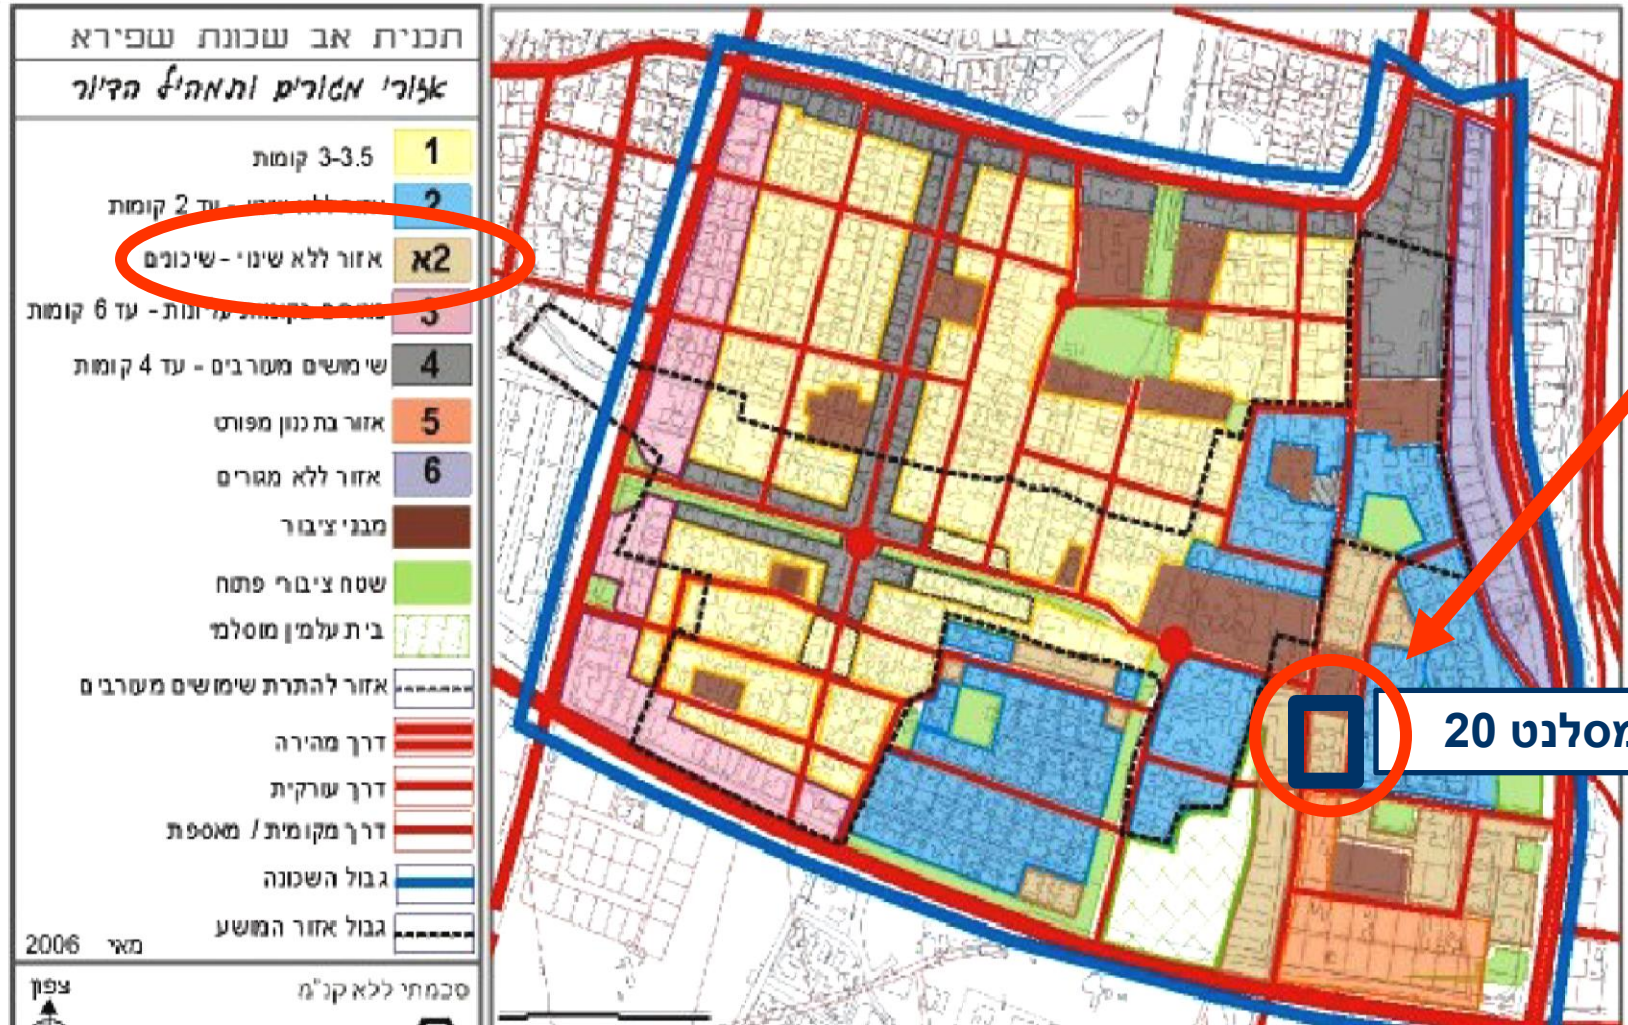 תכנית אב שכונת שפירא
אזורי מגורים ותמהיל הדיור
1 3-3.5 קומות
2 עד 2 קומות
2א אזור ללא שינוי - שיכונים
3 עד 6 קומות
4 שימושים מעורבים - עד 4 קומות
5 אזור בתכנון מפורט
6 אזור ללא מגורים
מבני ציבור
שטח ציבורי פתוח
בית עלמין מוסלמי
אזור להתרת שימושים מעורבים
דרך מהירה
דרך עורקית
דרך מקומית / מאספת
גבול השכונה
גבול אזור המושע
מאי 2006
צפון
סכמתי ללא קנ"מ
מסלנט 20